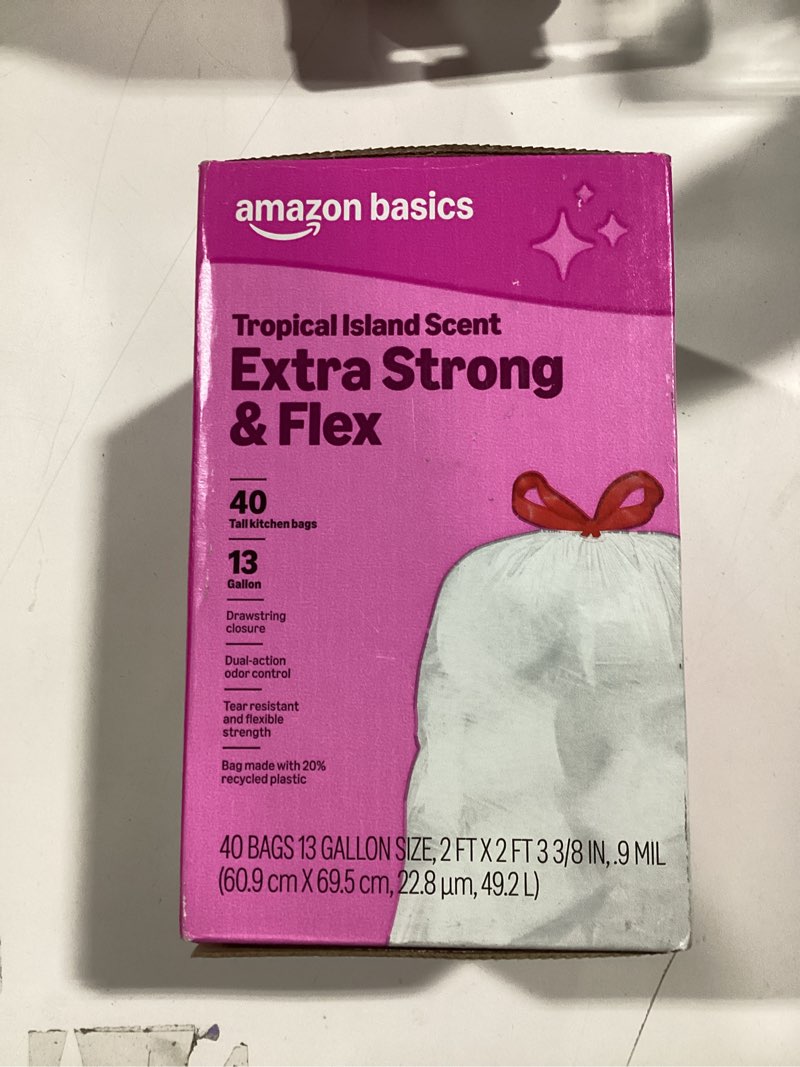 amazon basics
Tropical Island Scent
Extra Strong
& Flex
40
Tall kitchen bags
13
Gallon
Drawstring
closure
Dual-action
odor control
Tear resistant
and flexible
strength
Bag made with 20%
recycled plastic
40 BAGS 13 GALLON SIZE, 2 FT X 2 FT 3 3/8 IN, .9 MIL
(60.9 cm X 69.5 cm, 22.8 µm, 49.2 L)